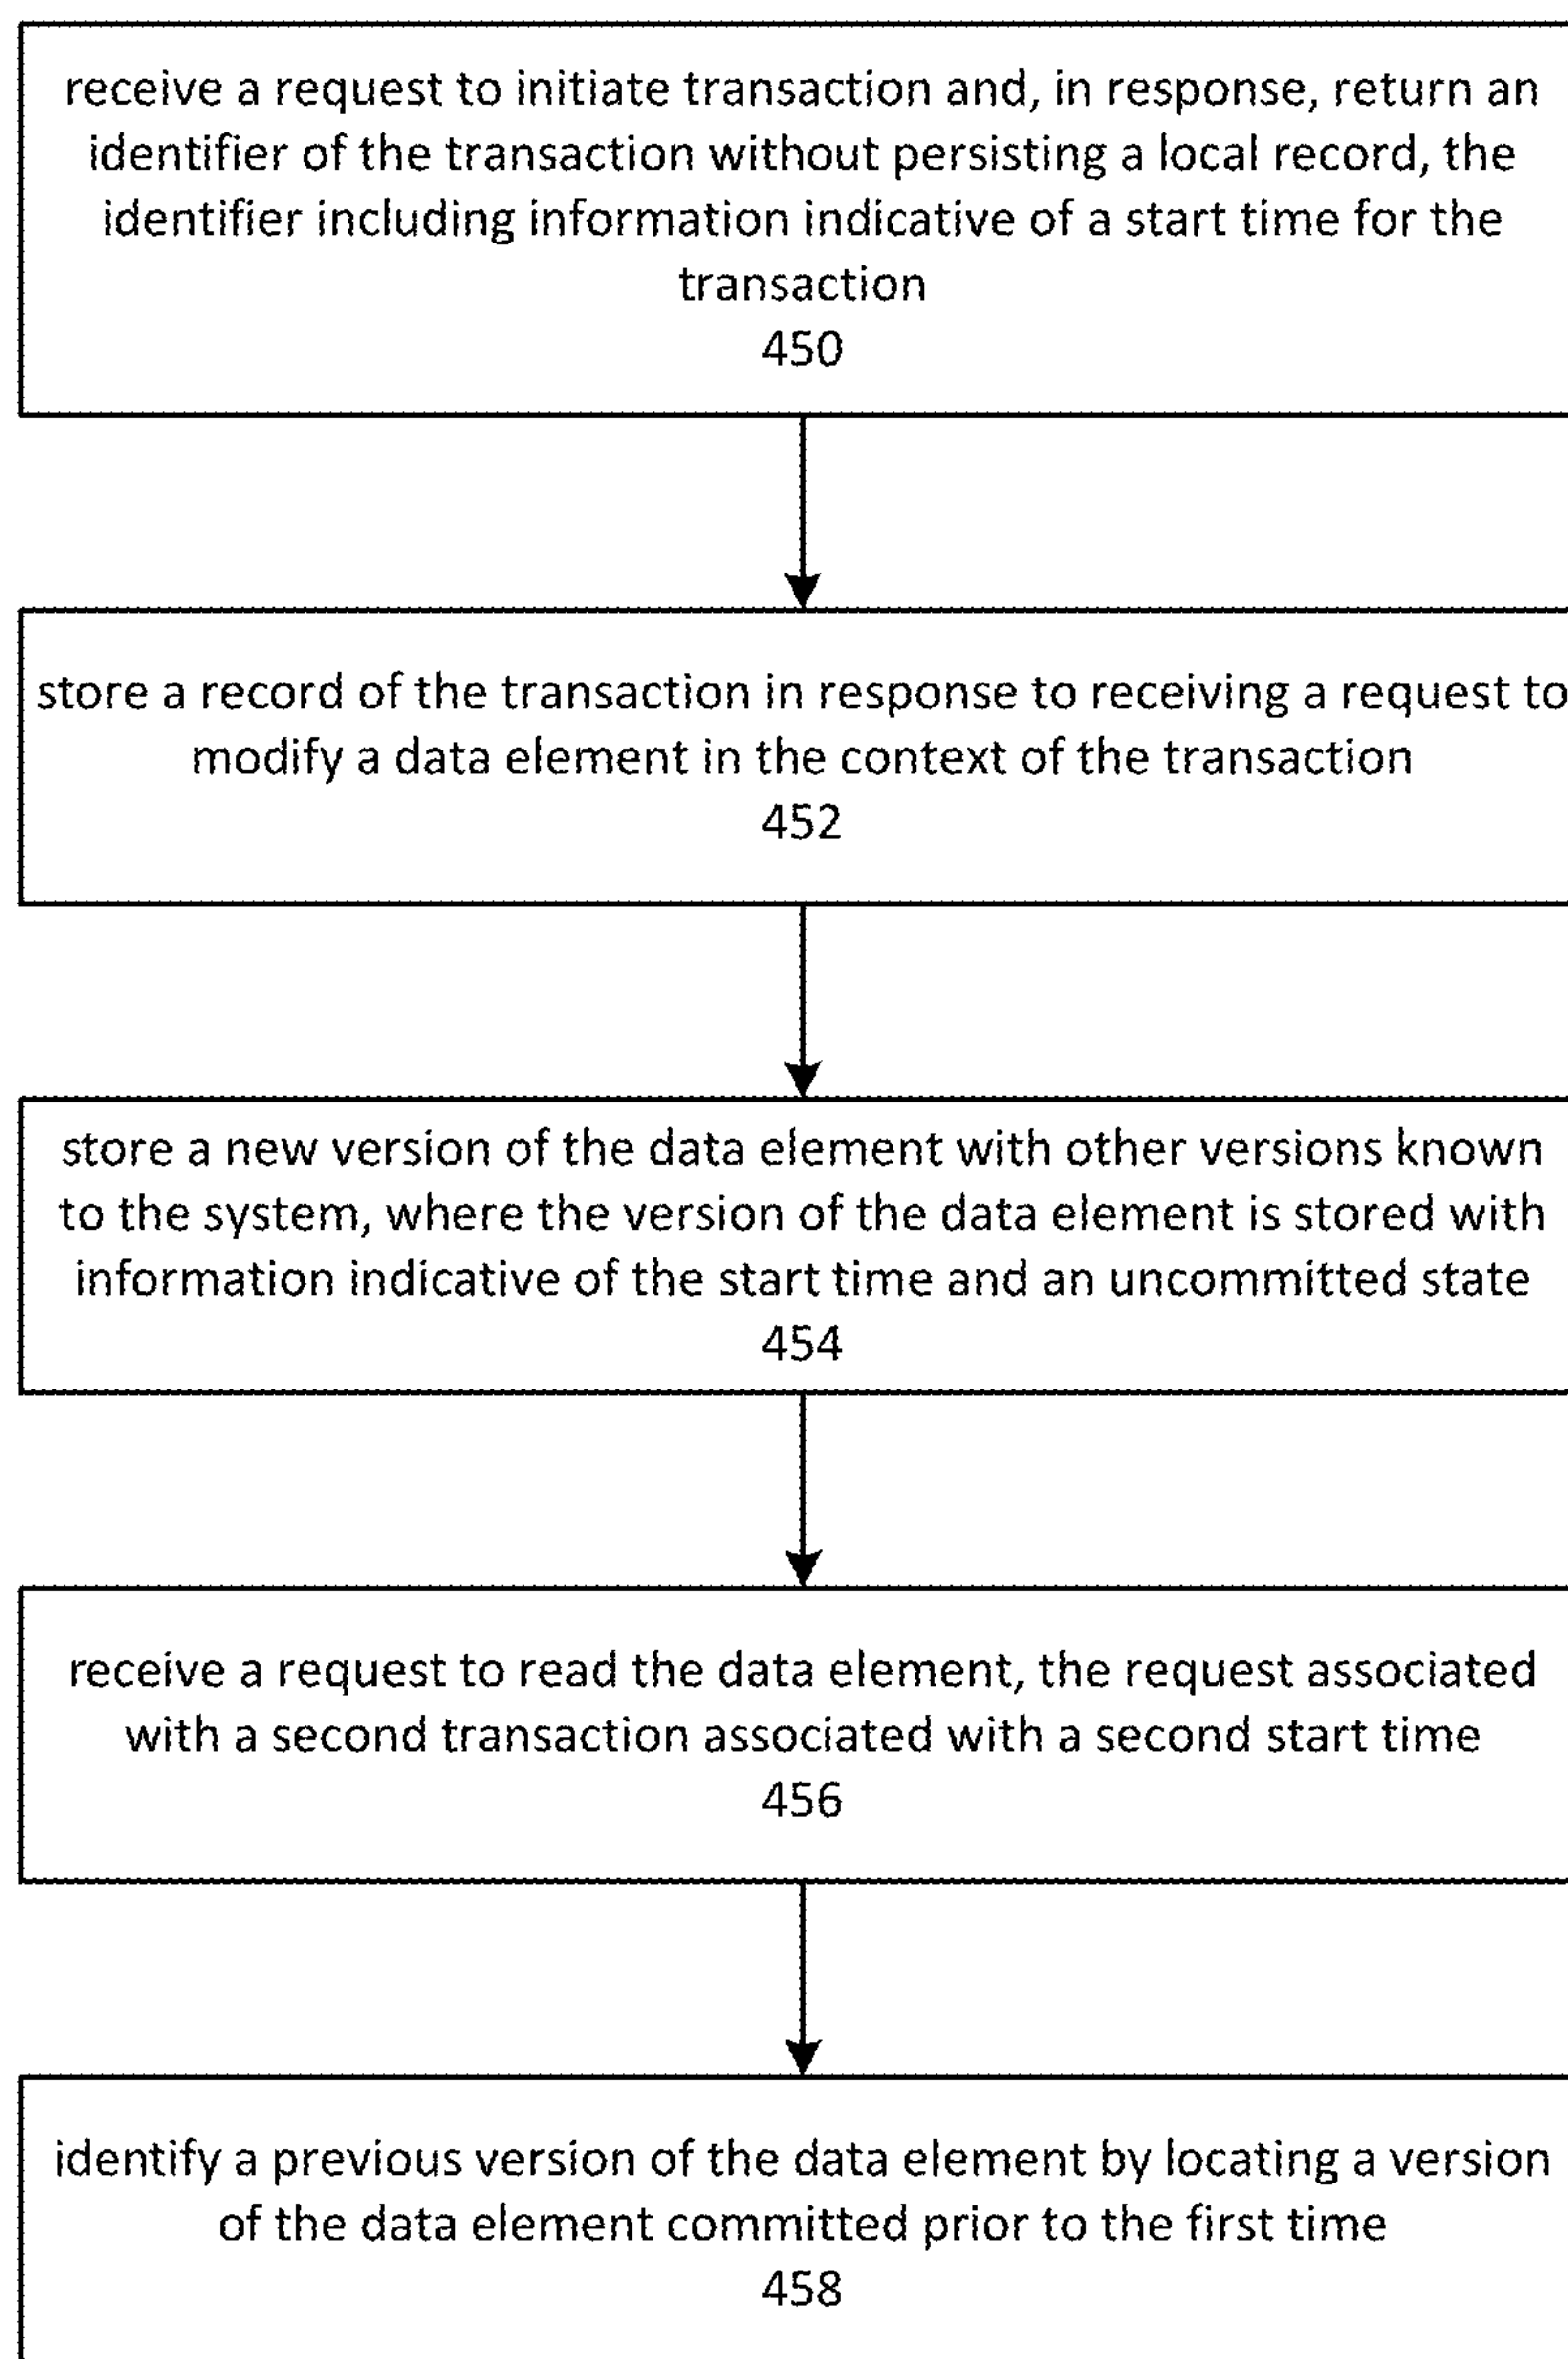 receive a request to initiate transaction and, in response, return an
identifier of the transaction without persisting a local record, the
identifier including information indicative of a start time for the
transaction
450
store a record of the transaction in response to receiving a request to
modify a data element in the context of the transaction
452
store a new version of the data element with other versions known
to the system, where the version of the data element is stored with
information indicative of the start time and an uncommitted state
454
receive a request to read the data element, the request associated
with a second transaction associated with a second start time
456
identify a previous version of the data element by locating a version
of the data element committed prior to the first time
458